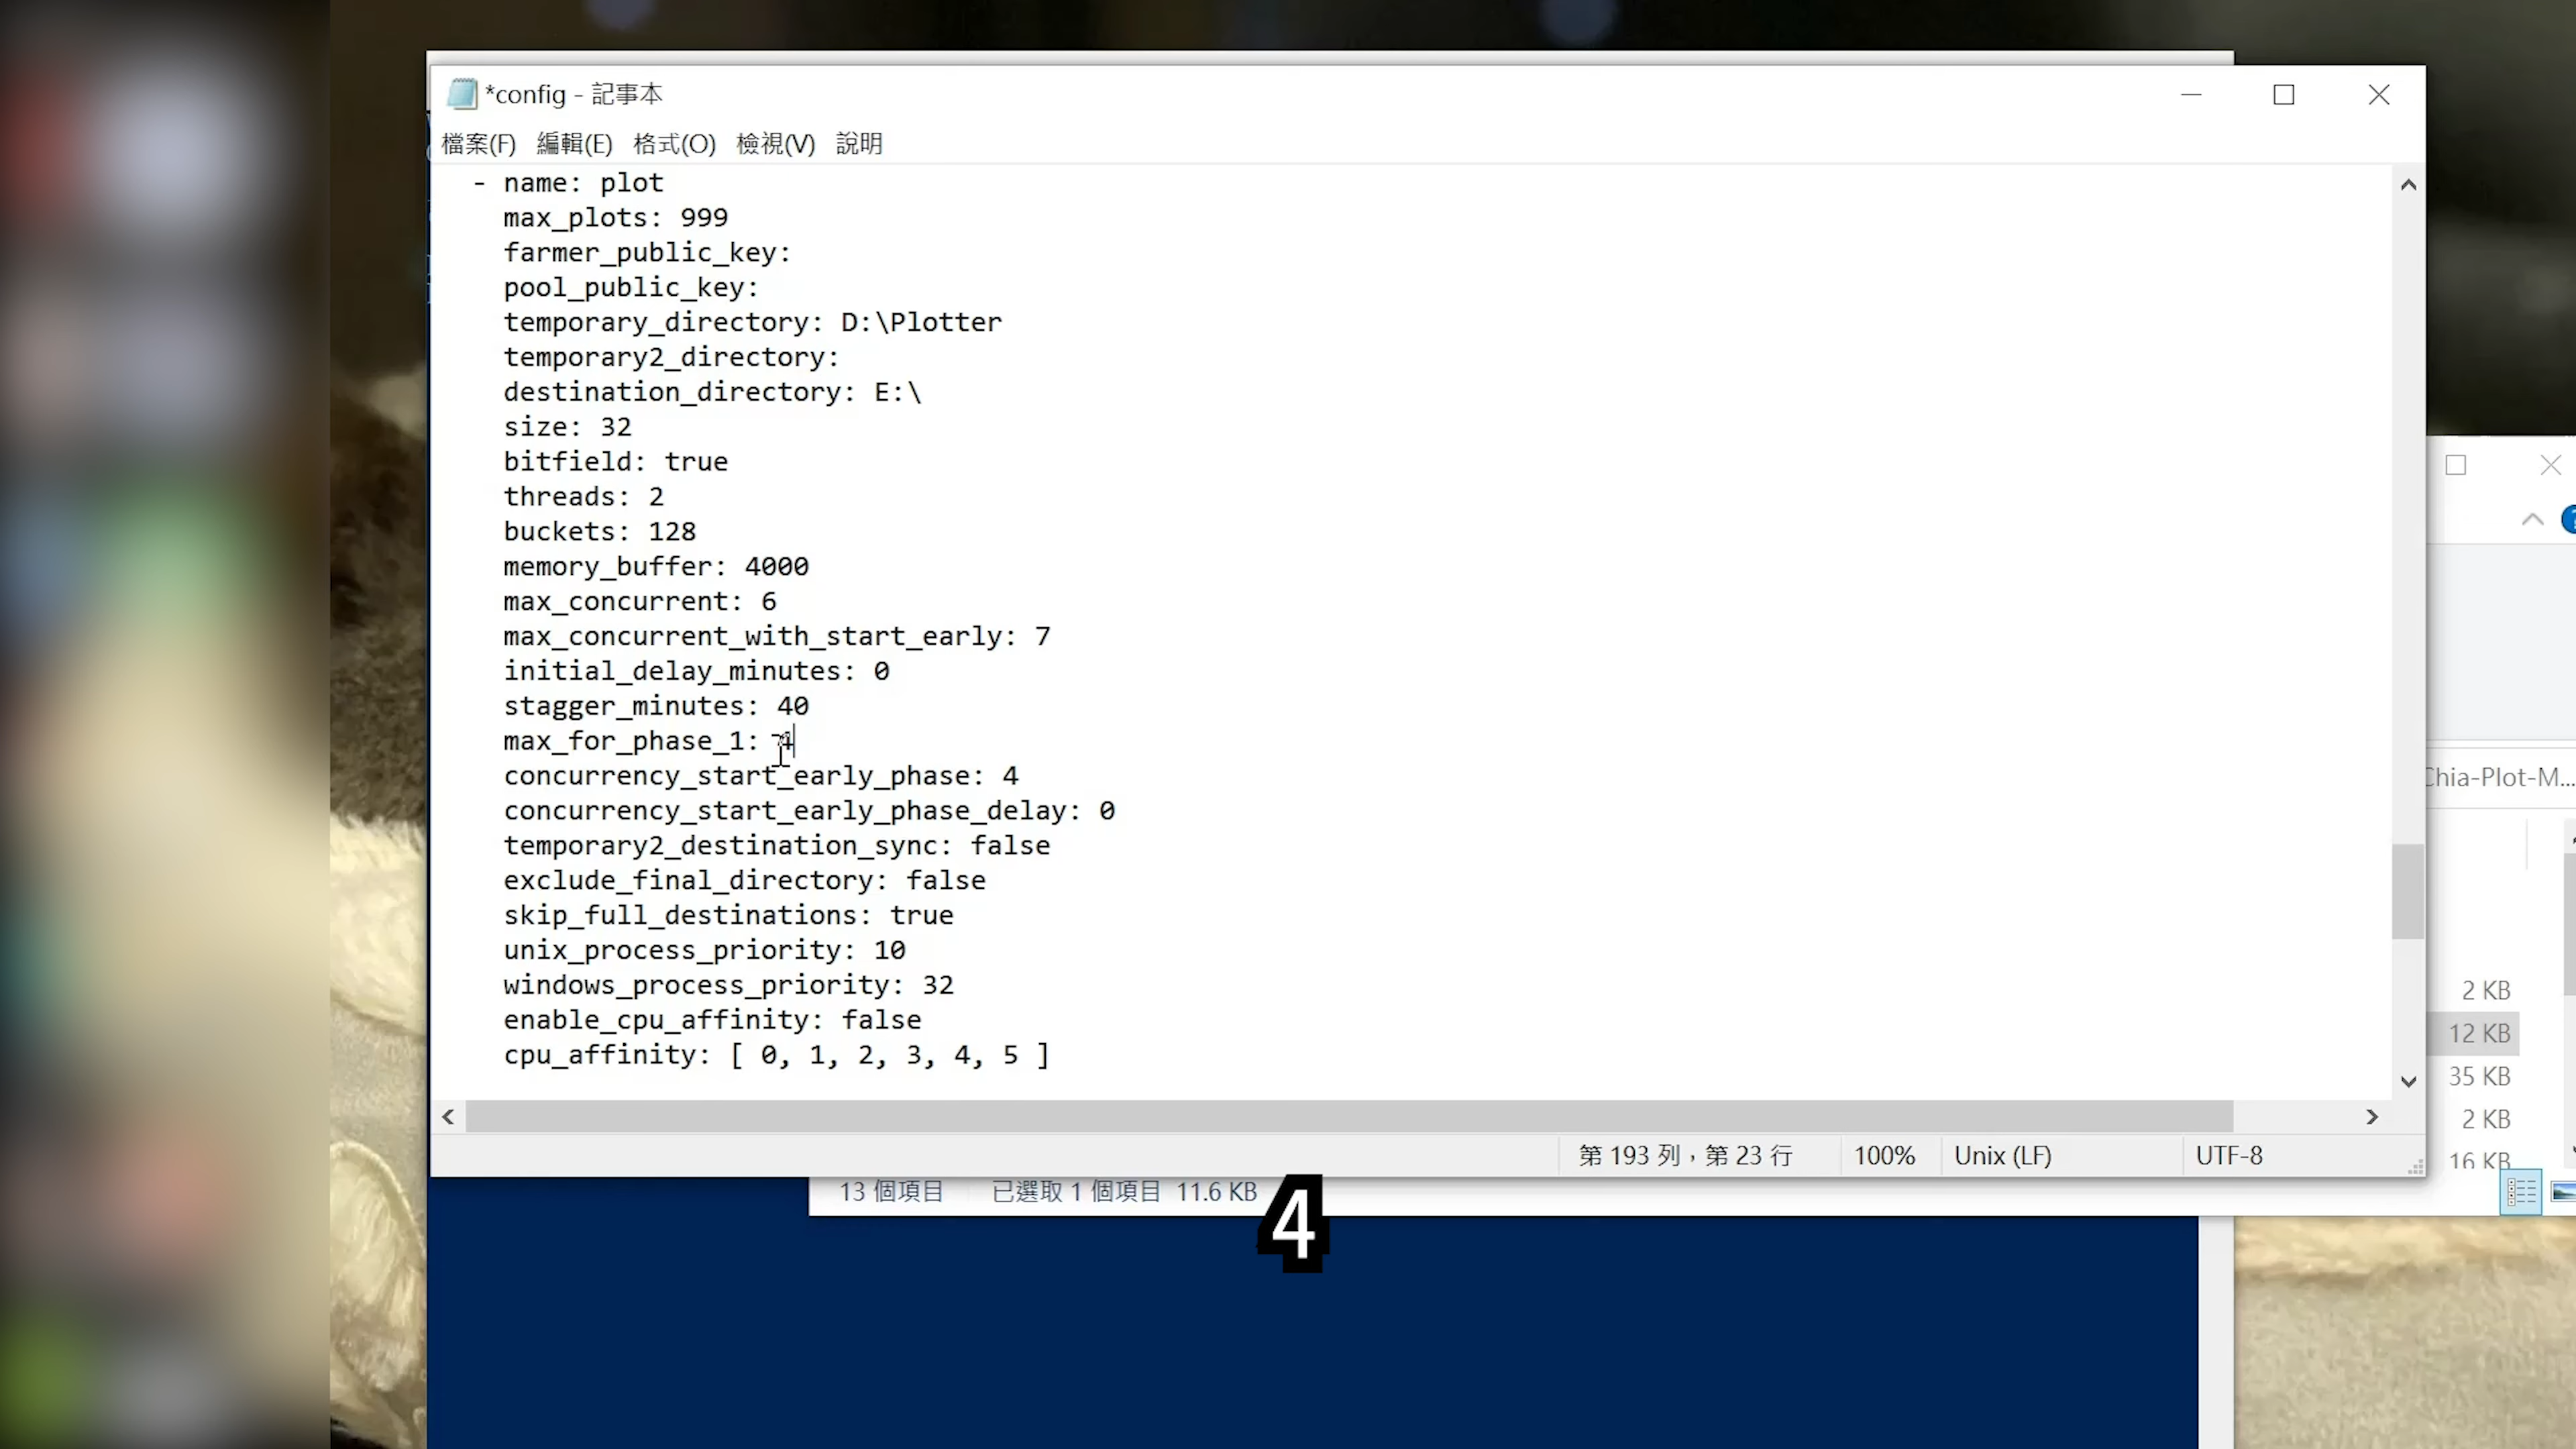 *config - 記事本
檔案(F) 編輯(E) 格式(O) 檢視(V) 說明
- name: plot
max_plots: 999
farmer_public_key:
pool_public_key:
temporary_directory: D:\Plotter
temporary2_directory:
destination_directory: E:\
size: 32
bitfield: true
threads: 2
buckets: 128
memory_buffer: 4000
max_concurrent: 6
max_concurrent_with_start_early: 7
initial_delay_minutes: 0
stagger_minutes: 40
max_for_phase_1: 4
concurrency_start_early_phase: 4
concurrency_start_early_phase_delay: 0
temporary2_destination_sync: false
exclude_final_directory: false
skip_full_destinations: true
unix_process_priority: 10
windows_process_priority: 32
enable_cpu_affinity: false
cpu_affinity: [ 0, 1, 2, 3, 4, 5 ]
第 193 列，第 23 行 100% Unix (LF) UTF-8
Chia-Plot-M...
2 KB
12 KB
35 KB
2 KB
16 KB
13 個項目 已選取 1 個項目 11.6 KB
4